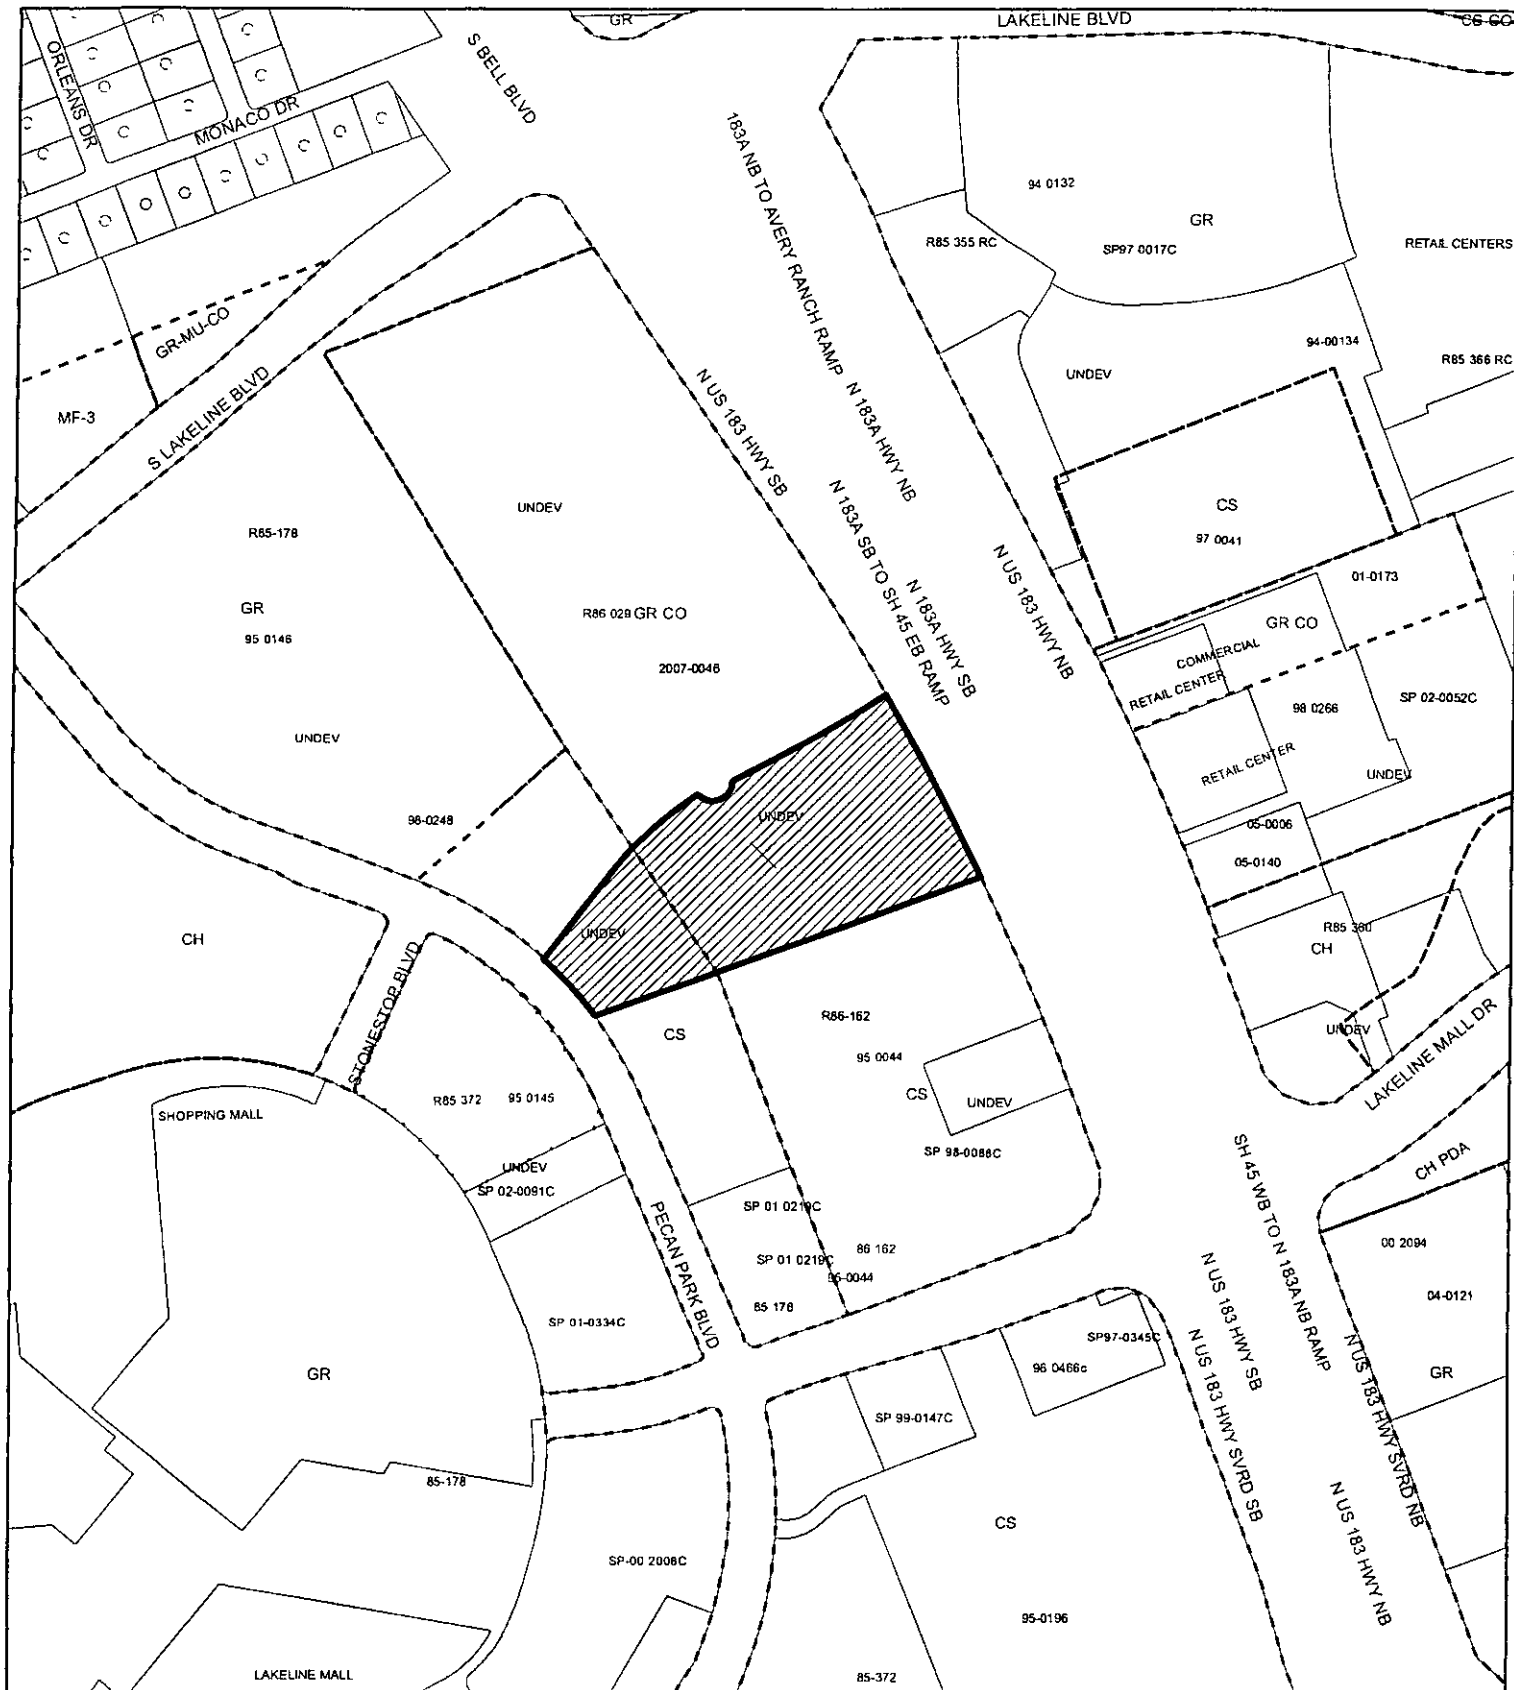 GR
LAKELINE BLVD
CS-CO
S BELL BLVD
ORLEANS DR
MONACO DR
183A NB TO AVERY RANCH RAMP
94 0132
GR
R85 355 RC
SP97 0017C
RETAIL CENTERS
GR-MU-CO
94-00134
R85 366 RC
UNDEV
MF-3
S LAKELINE BLVD
N US 183 HWY SB
N 183A HWY NB
UNDEV
CS
97 0041
R85-178
N 183A SB TO SH 45 EB RAMP
N 183A HWY SB
N US 183 HWY NB
01-0173
GR
95 0146
R86 029 GR CO
GR CO
COMMERCIAL
2007-0046
RETAIL CENTER
98 0266
SP 02-0052C
UNDEV
RETAIL CENTER
UNDEV
98-0248
UNDEV
05-0006
05-0140
UNDEV
CH
R85 380
CH
STONESTOR BLVD
CS
R86-162
95 0044
UNDEV
LAKELINE MALL DR
SHOPPING MALL
R85 372
95 0145
CS
UNDEV
UNDEV
SP 02-0091C
SP 98-0086C
SH 45 WB TO N 183A NB RAMP
CH PDA
PECAN PARK BLVD
SP 01 0219C
SP 01 0219C
86 162
95-0044
85 178
00 2094
04-0121
N US 183 HWY SB
SP 01-0334C
SP97-0345C
96 0466c
N US 183 HWY SVRD SB
N US 183 HWY SVRD NB
GR
GR
SP 99-0147C
85-178
CS
N US 183 HWY NB
SP-00 2006C
95-0196
LAKELINE MALL
85-372